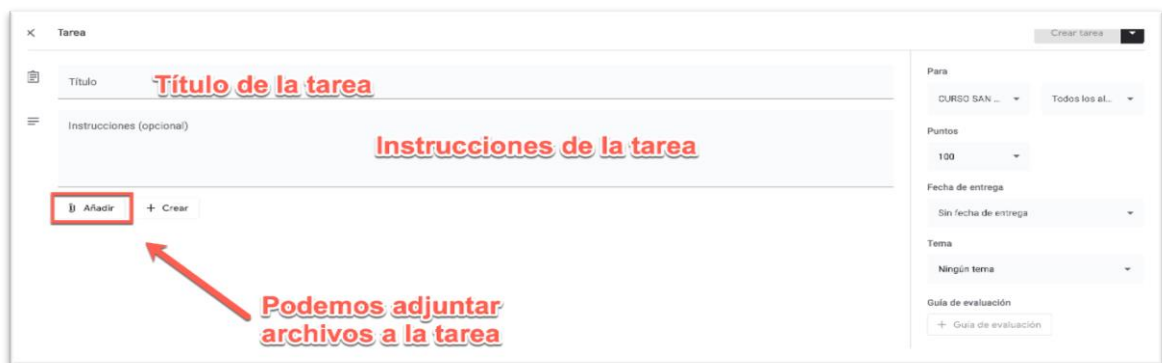 Tarea
Crear tarea
Título
Título de la tarea
Instrucciones (opcional)
Instrucciones de la tarea
Añadir
+ Crear
Podemos adjuntar
archivos a la tarea
Para
CURSO SAN ...
Todos los al...
Puntos
100
Fecha de entrega
Sin fecha de entrega
Tema
Ningún tema
Guía de evaluación
+ Guía de evaluación